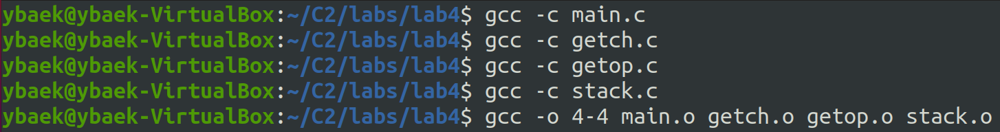 ybaek@ybaek-VirtualBox:~/C2/labs/lab4$ gcc -c main.c
ybaek@ybaek-VirtualBox:~/C2/labs/lab4$ gcc -c getch.c
ybaek@ybaek-VirtualBox:~/C2/labs/lab4$ gcc -c getop.c
ybaek@ybaek-VirtualBox:~/C2/labs/lab4$ gcc -c stack.c
ybaek@ybaek-VirtualBox:~/C2/labs/lab4$ gcc -o 4-4 main.o getch.o getop.o stack.o